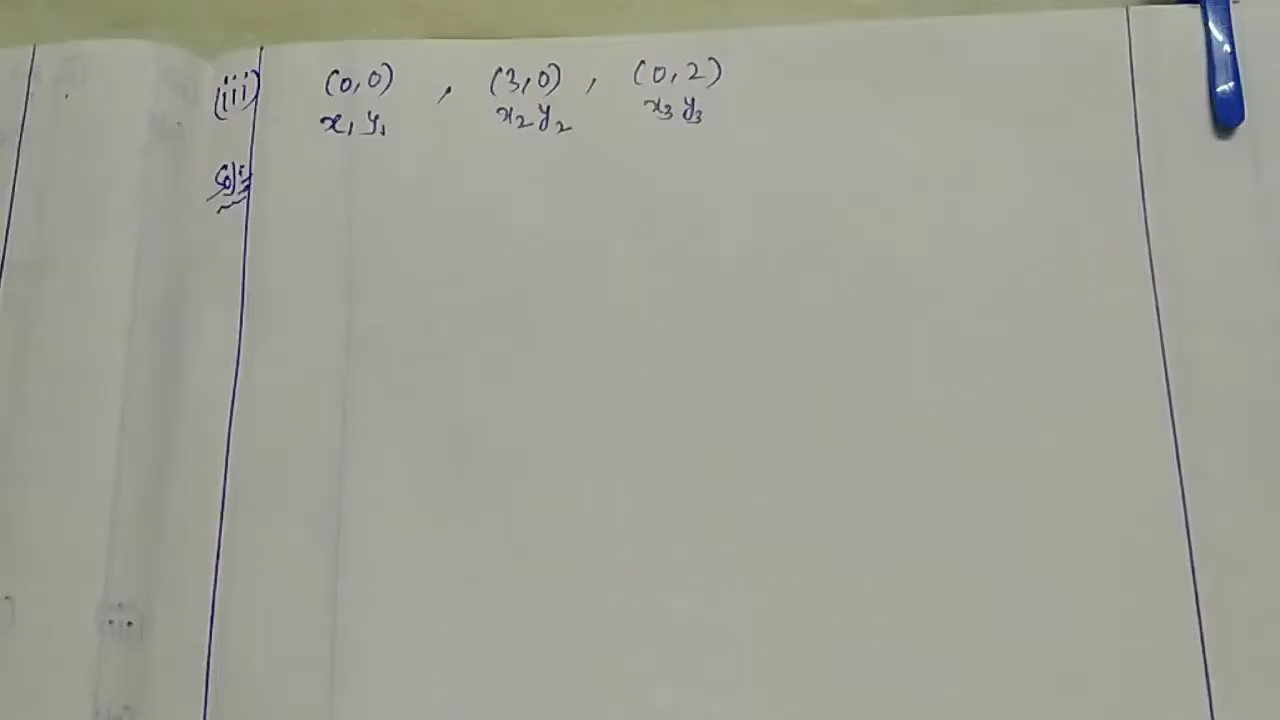 (iii) (0,0) , (3,0) , (0,2)
x₁ y₁ x₂ y₂ x₃ y₃
Sol: